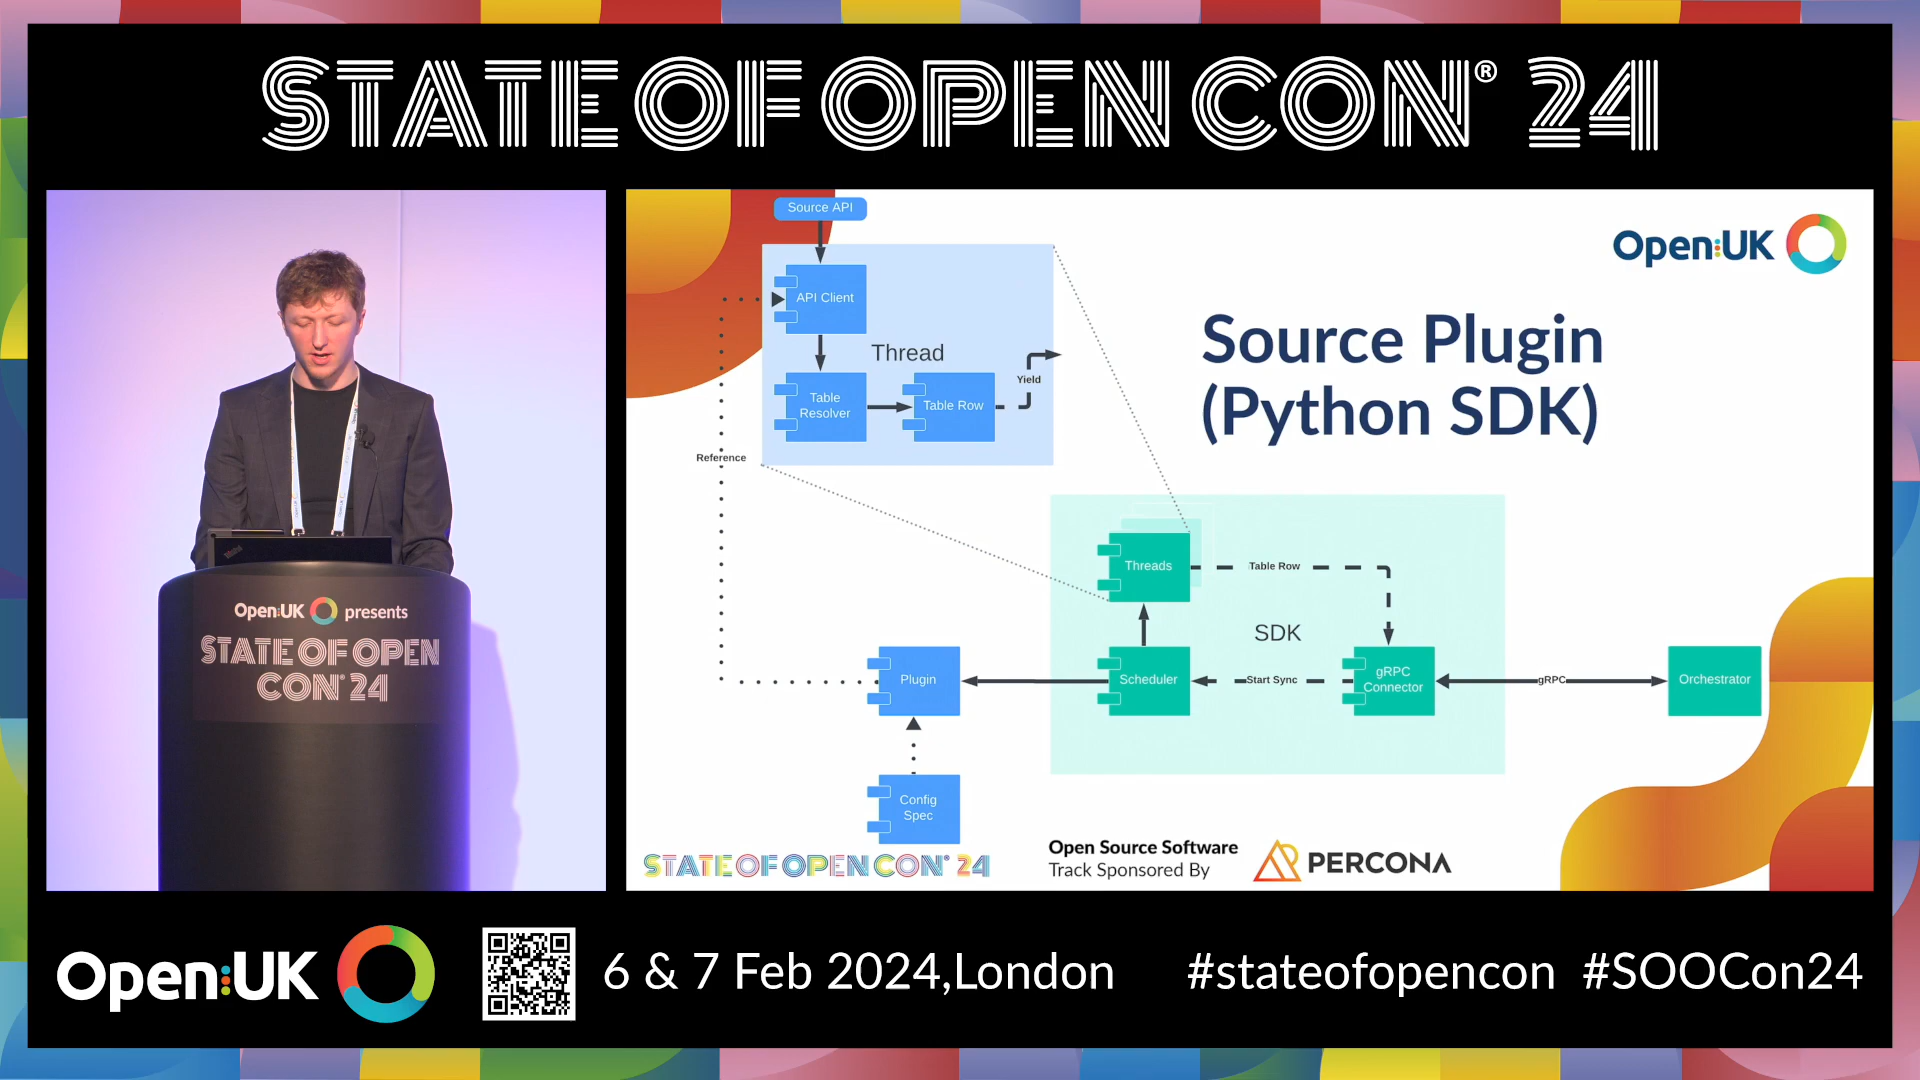 STATE OF OPEN CON® 24
Open:UK presents
STATE OF OPEN
CON® 24
Source API
API Client
Thread
Table
Resolver
Table Row
Yield
Reference
Open:UK
Source Plugin
(Python SDK)
Threads
Table Row
SDK
Plugin
Scheduler
Start Sync
gRPC
Connector
gRPC
Orchestrator
Config
Spec
STATE OF OPEN CON® 24
Open Source Software
Track Sponsored By
PERCONA
Open:UK
6 & 7 Feb 2024,London
#stateofopencon #SOOCon24